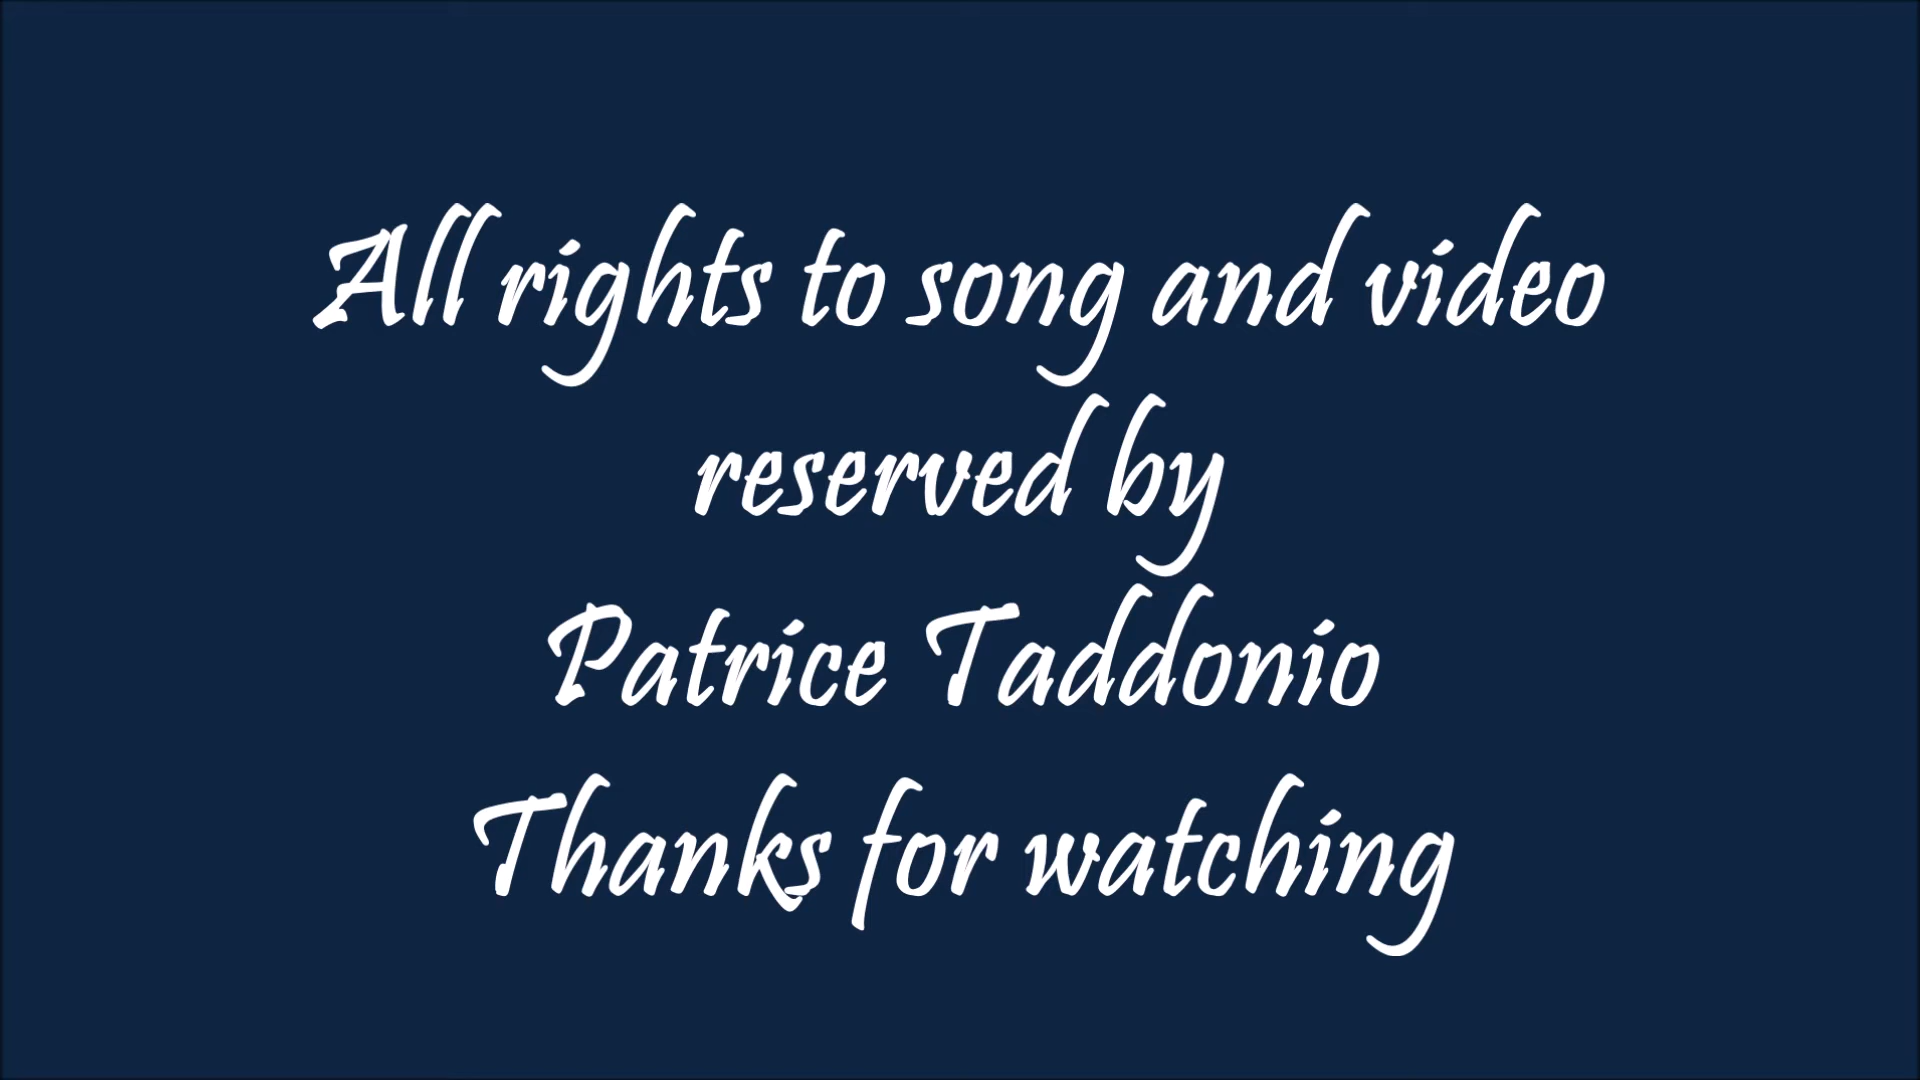 All rights to song and video
reserved by
Patrice Taddonio
Thanks for watching